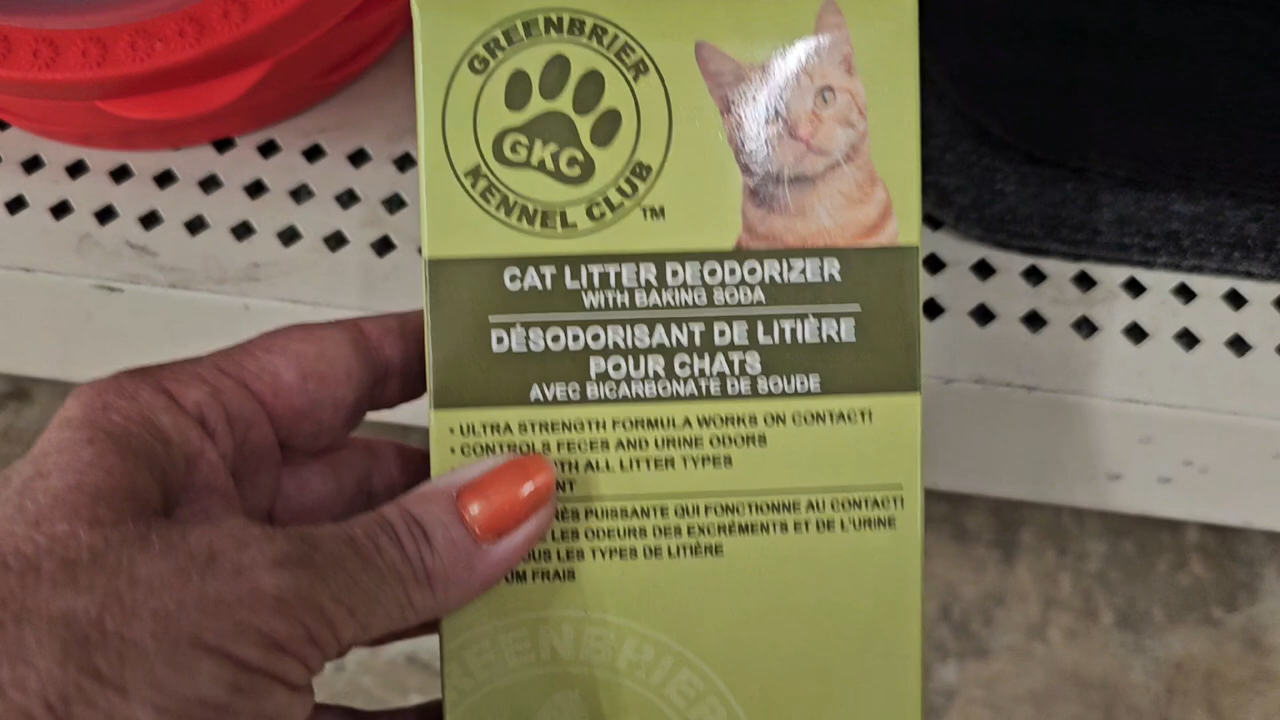 GREENBRIER
GKC
KENNEL CLUB
TM
CAT LITTER DEODORIZER
WITH BAKING SODA
DÉSODORISANT DE LITIÈRE
POUR CHATS
AVEC BICARBONATE DE SOUDE
• ULTRA STRENGTH FORMULA WORKS ON CONTACT!
• CONTROLS FECES AND URINE ODORS
ALL LITTER TYPES
PUISSANTE QUI FONCTIONNE AU CONTACT!
LES ODEURS DES EXCRÉMENTS ET DE L'URINE
LES TYPES DE LITIÈRE
FRAIS
GREENBRIER